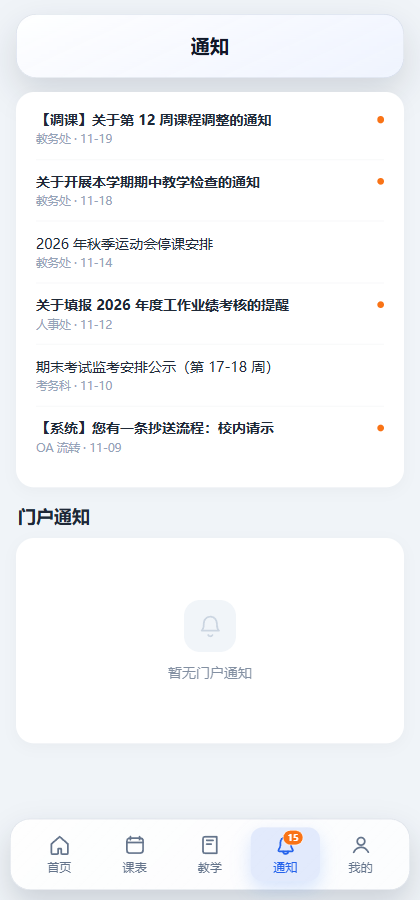 通知
【调课】关于第 12 周课程调整的通知
教务处 · 11-19
关于开展本学期期中教学检查的通知
教务处 · 11-18
2026 年秋季运动会停课安排
教务处 · 11-14
关于填报 2026 年度工作业绩考核的提醒
人事处 · 11-12
期末考试监考安排公示（第 17-18 周）
考务科 · 11-10
【系统】您有一条抄送流程：校内请示
OA 流转 · 11-09
门户通知
暂无门户通知
15
首页 课表 教学 通知 我的